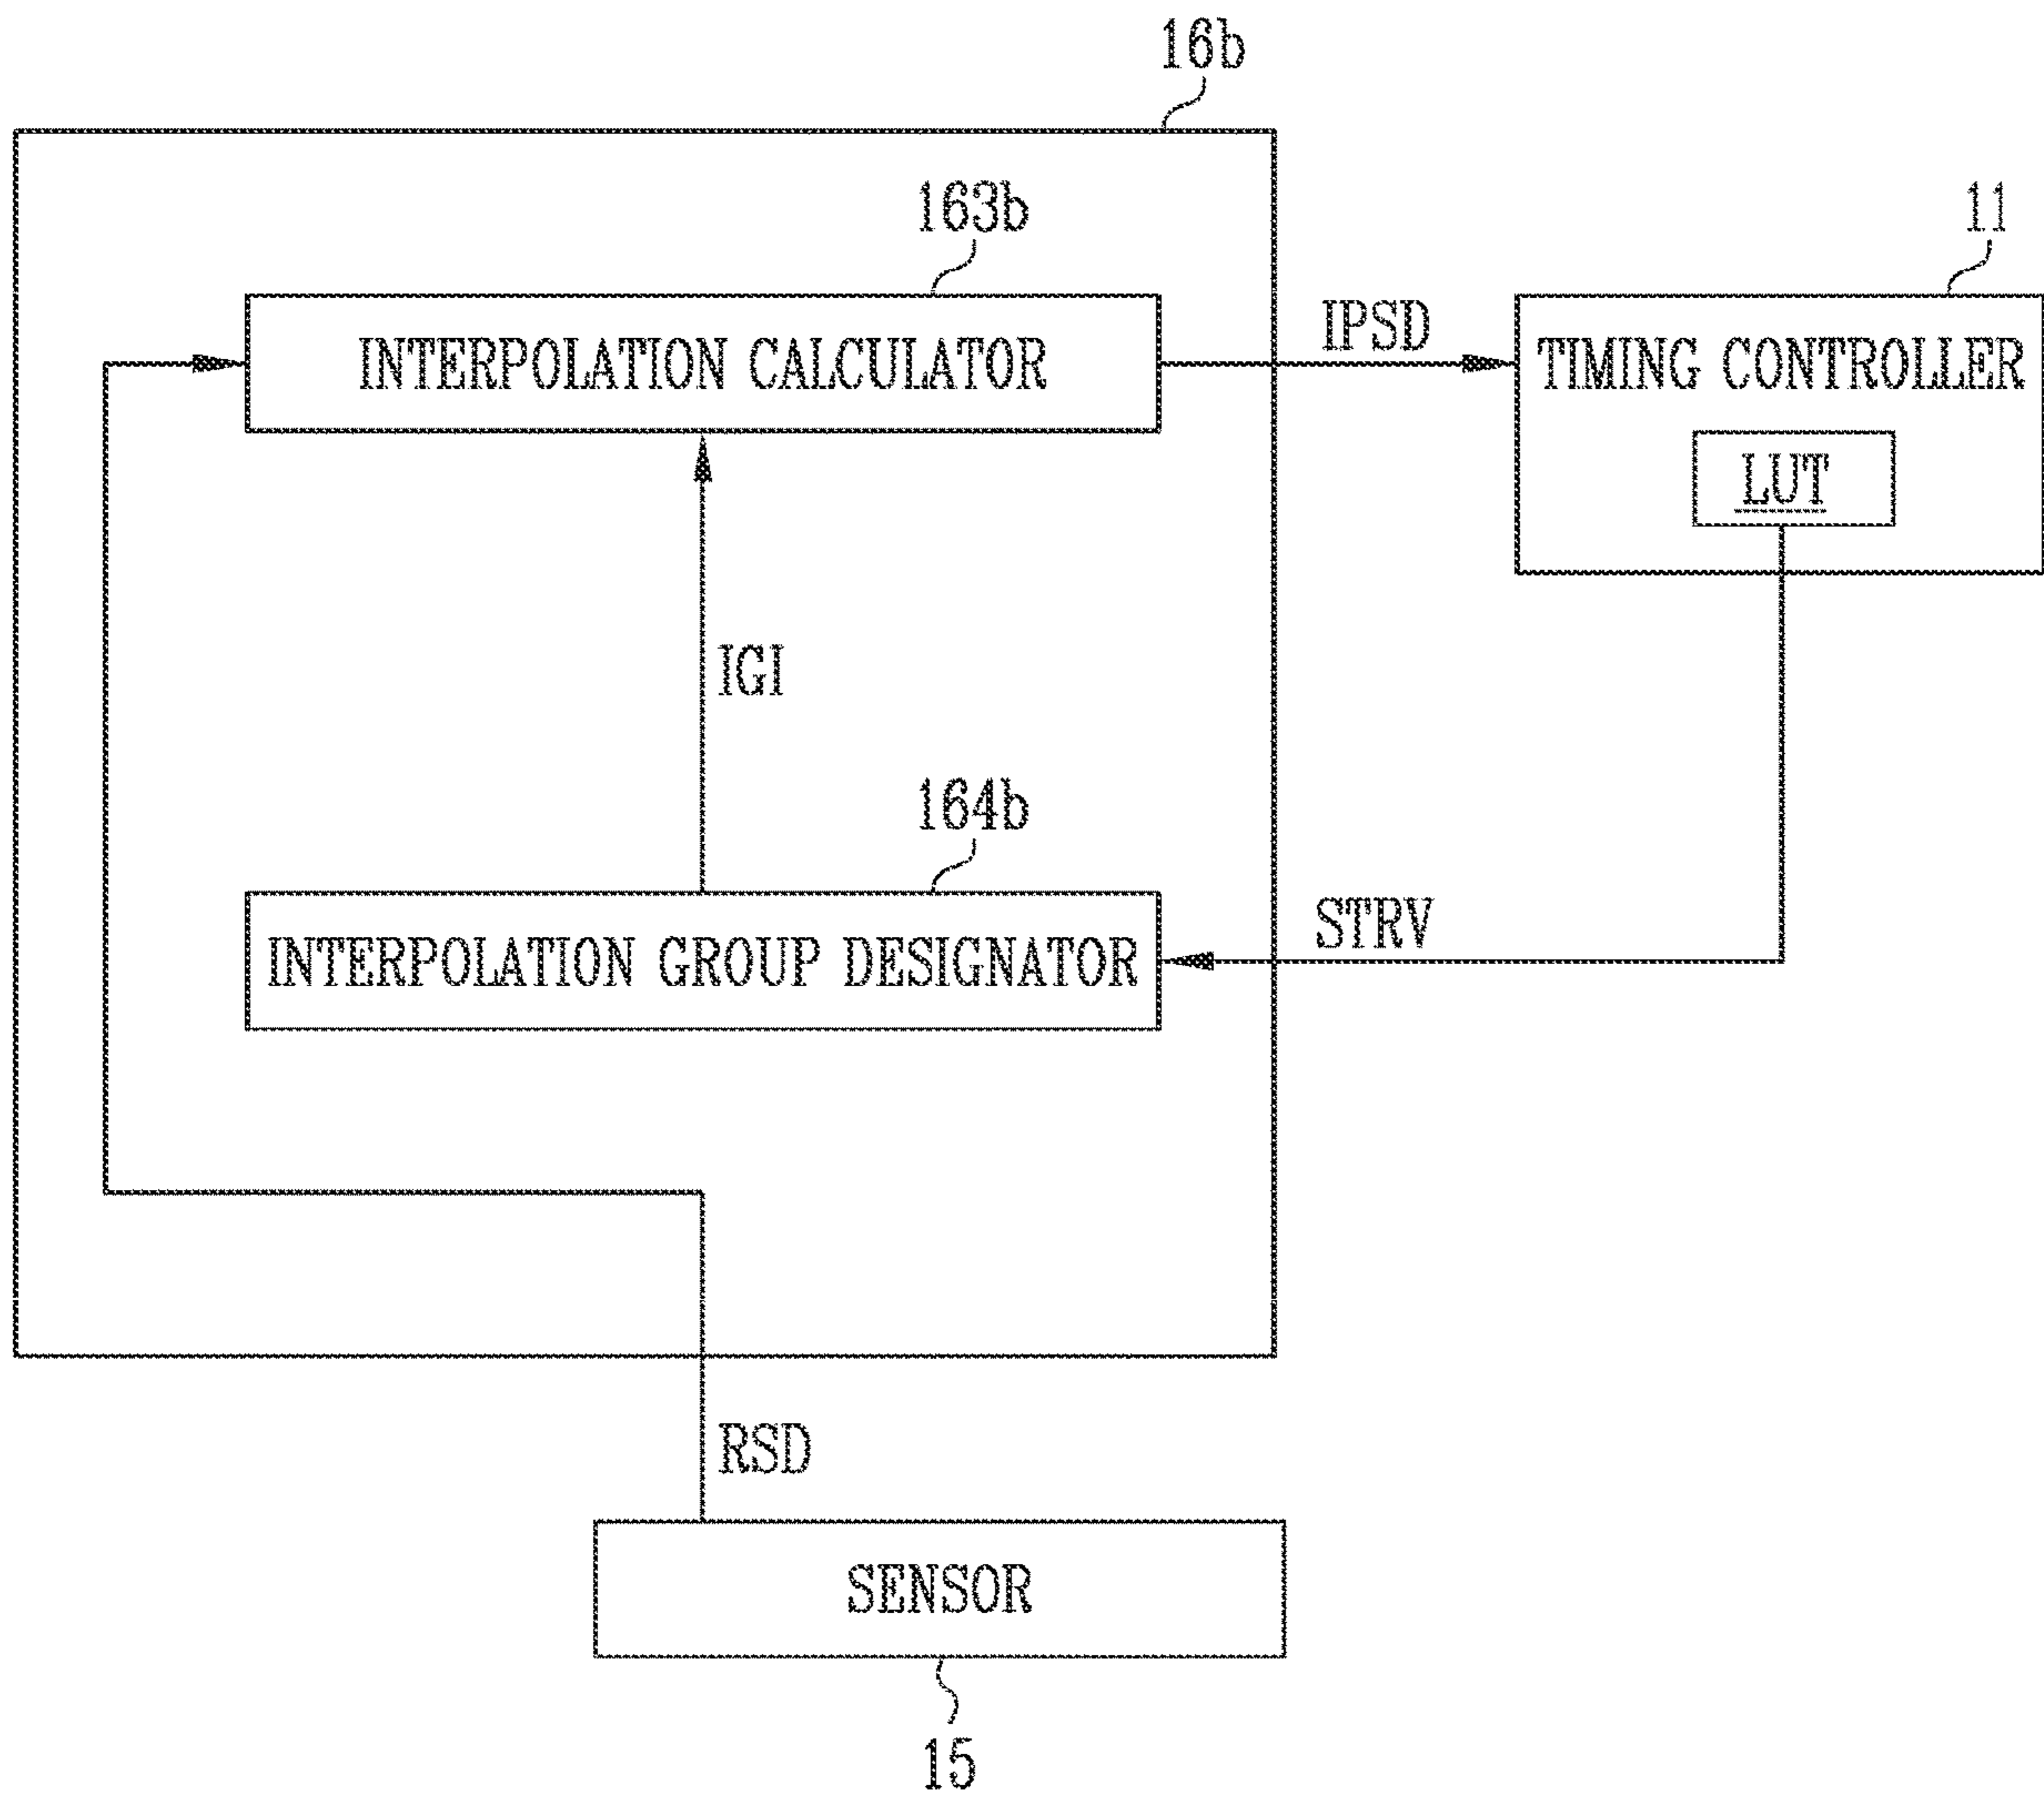 16b
163b
11
INTERPOLATION CALCULATOR
IPSD
TIMING CONTROLLER
LUT
IGI
164b
INTERPOLATION GROUP DESIGNATOR
STRV
RSD
SENSOR
15